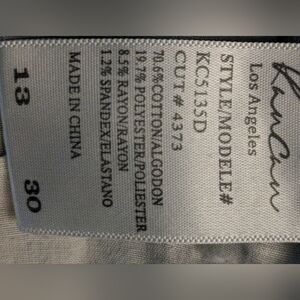 KanCan
Los Angeles
STYLE/MODELE#
KC5135D
CUT # 4373
70.6%COTTON/ALGODON
19.7% POLYESTER/POLIESTER
8.5% RAYON/RAYON
1.2% SPANDEX/ELASTANO
MADE IN CHINA
13 30